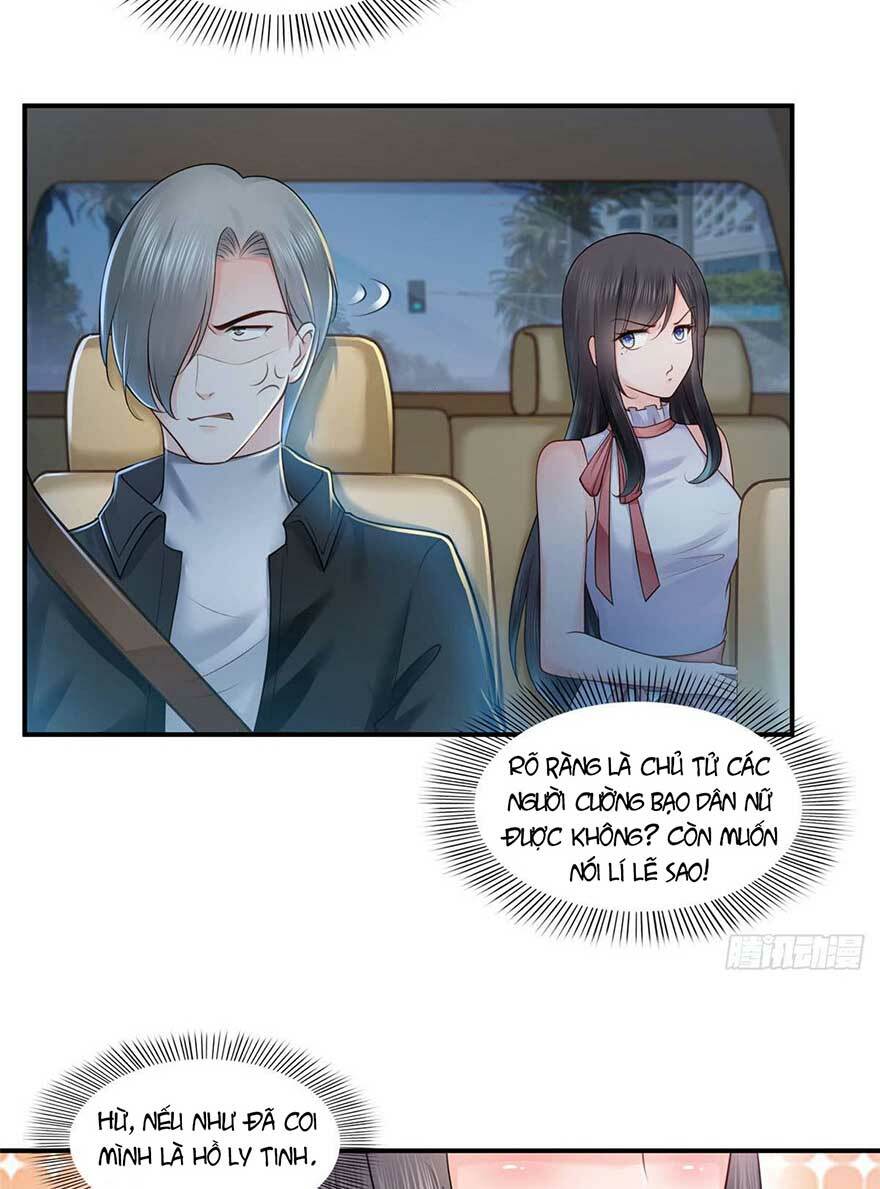 RÕ RÀNG LÀ CHỦ TỬ CÁC
NGƯỜI CƯỜNG BẠO DÂN NỮ
ĐƯỢC KHÔNG? CÒN MUỐN
NÓI LÍ LẼ SAO!
腾讯动漫
HỪ, NẾU NHƯ ĐÃ COI
MÌNH LÀ HỒ LY TINH.